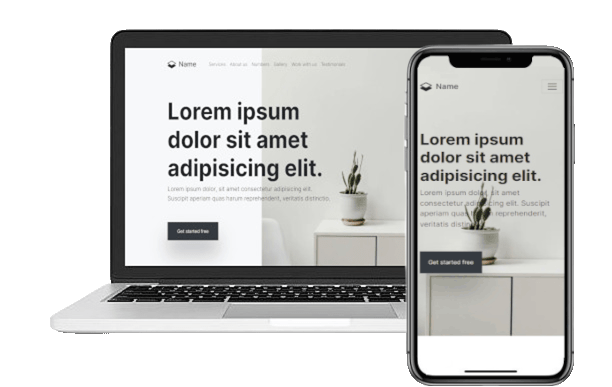 Name
Services About us Numbers Gallery Work with us Testimonials
Lorem ipsum
dolor sit amet
adipisicing elit.
Lorem ipsum dolor, sit amet consectetur adipisicing elit.
Suscipit aperiam quas harum reprehenderit, veritatis distinctio.
Get started free
Name
Lorem ipsum
dolor sit amet
adipisicing elit.
Lorem ipsum dolor, sit amet
consectetur adipisicing elit. Suscipit
aperiam quas harum reprehenderit,
veritatis distinctio.
Get started free